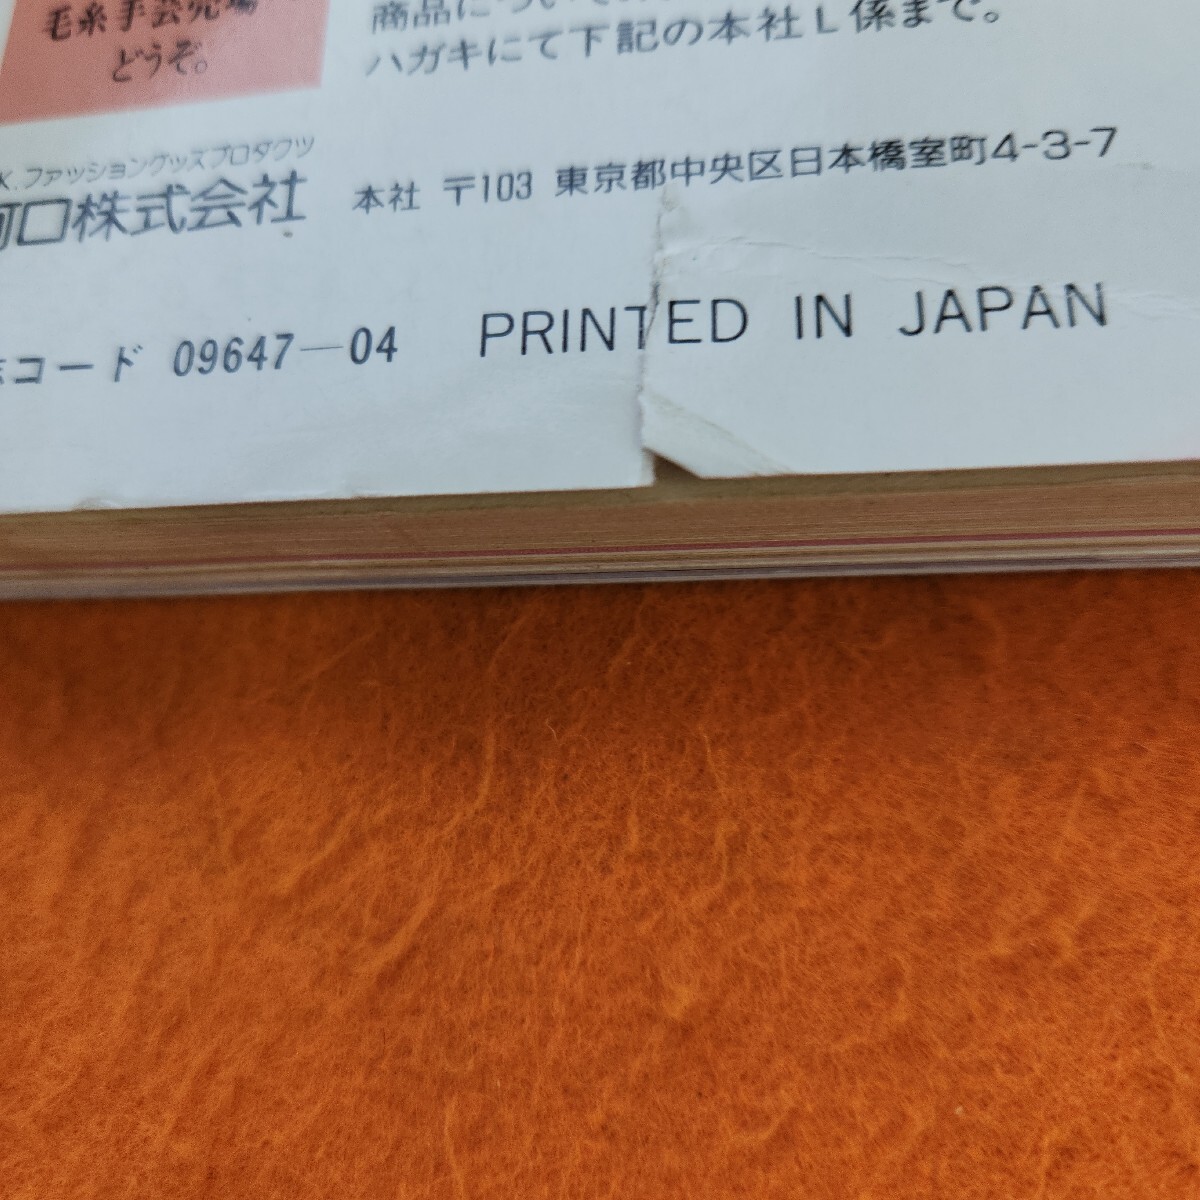 毛糸手芸売場
どうぞ。
商品について
ハガキにて下記の本社L係まで。
K.ファッショングッズプロダクツ
河口株式会社 本社 〒103 東京都中央区日本橋室町4-3-7
コード 09647—04 PRINTED IN JAPAN